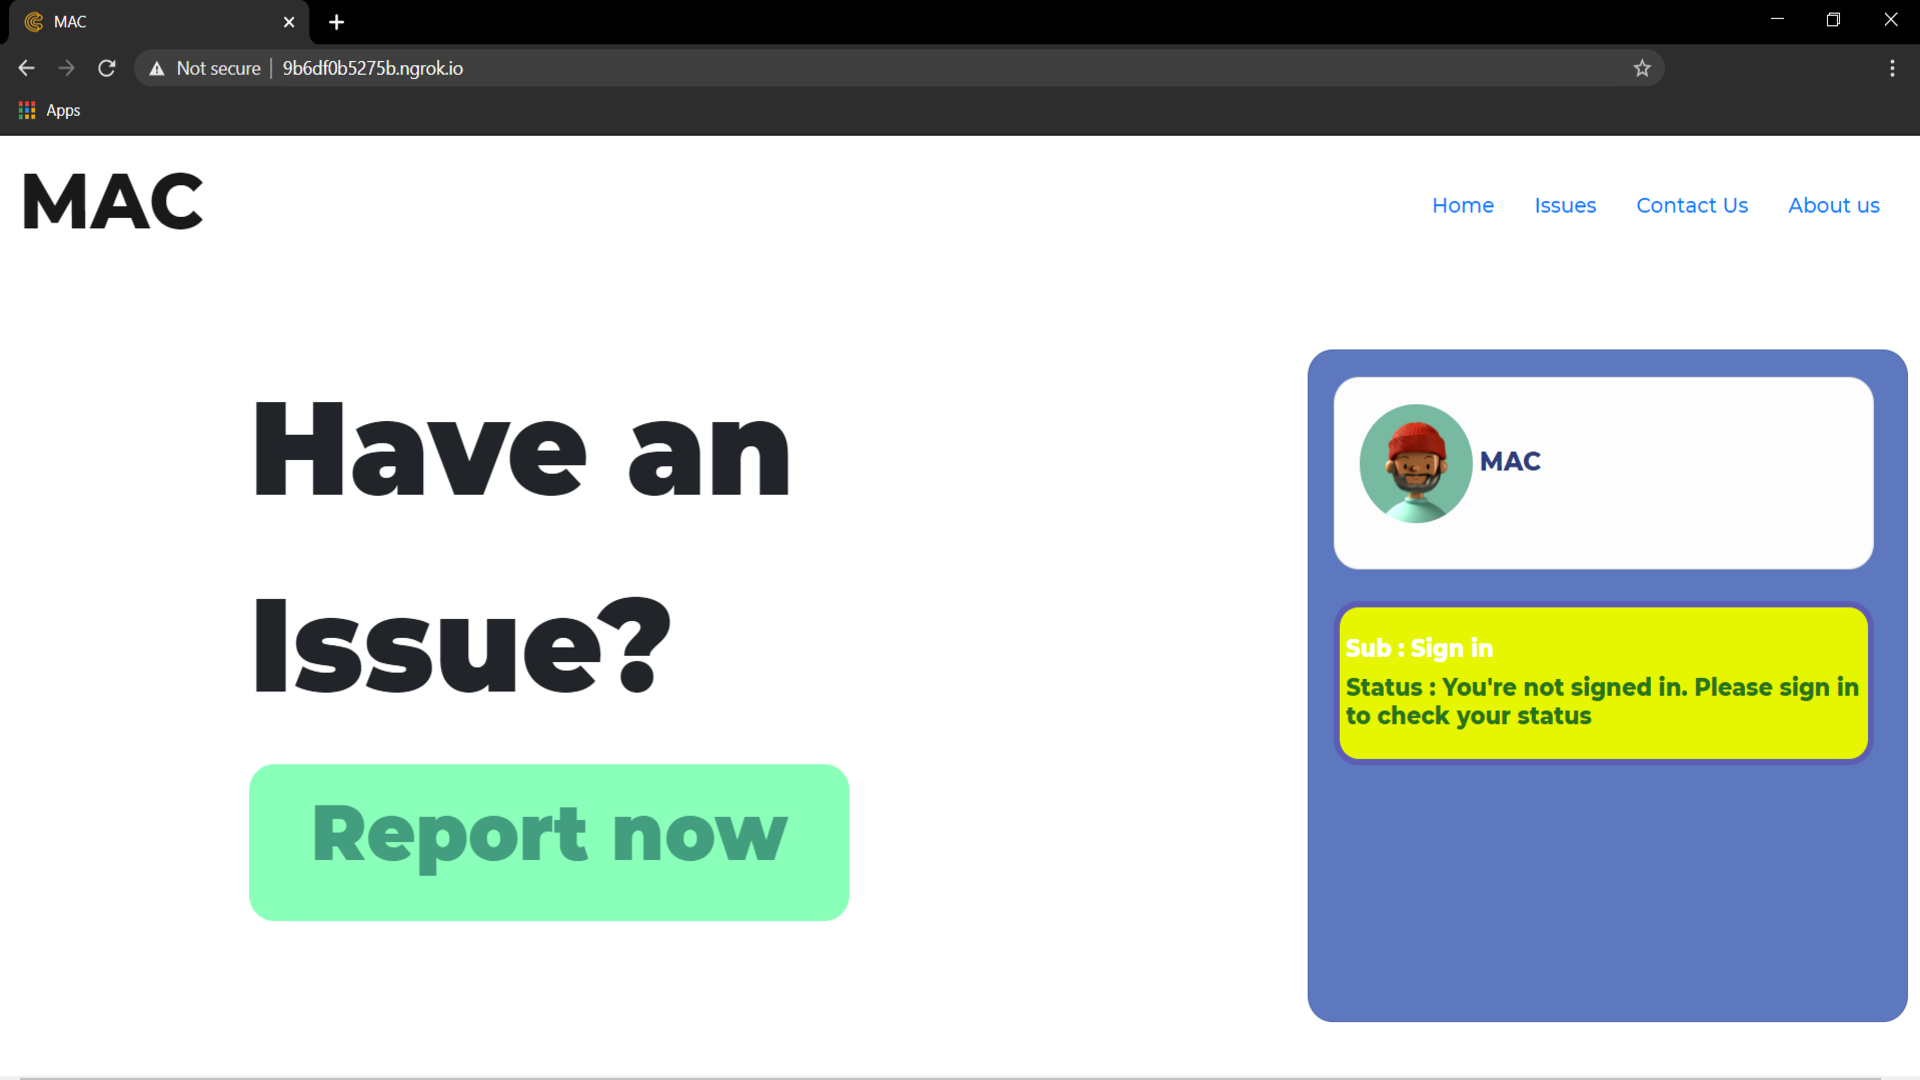 MAC
Not secure
9b6df0b5275b.ngrok.io
Apps
MAC
Home Issues Contact Us About us
Have an
Issue?
Report now
MAC
Sub : Sign in
Status : You're not signed in. Please sign in
to check your status